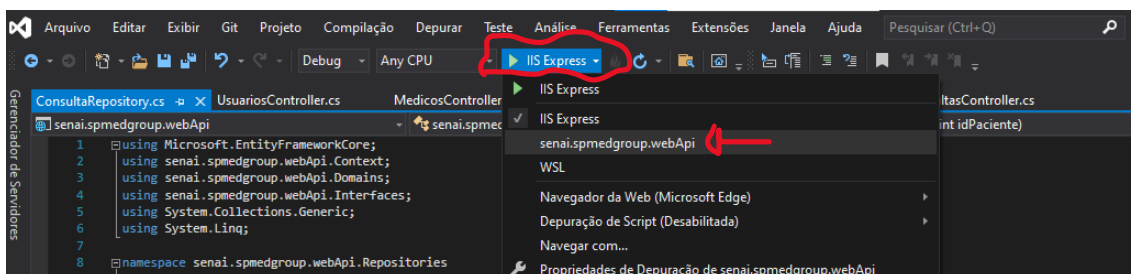 Arquivo Editar Exibir Git Projeto Compilação Depurar Teste Análise Ferramentas Extensões Janela Ajuda Pesquisar (Ctrl+Q)
Debug Any CPU IIS Express
Gerenciador de Servidores
ConsultaRepository.cs UsuariosController.cs MedicosController ltasController.cs
senai.spmedgroup.webApi senai.spmed int idPaciente)
IIS Express
IIS Express
senai.spmedgroup.webApi
WSL
Navegador da Web (Microsoft Edge)
Depuração de Script (Desabilitada)
Navegar com...
Propriedades de Depuração de senai.spmedgroup.webApi
1 using Microsoft.EntityFrameworkCore;
2 using senai.spmedgroup.webApi.Context;
3 using senai.spmedgroup.webApi.Domains;
4 using senai.spmedgroup.webApi.Interfaces;
5 using System.Collections.Generic;
6 using System.Linq;
7
8 namespace senai.spmedgroup.webApi.Repositories